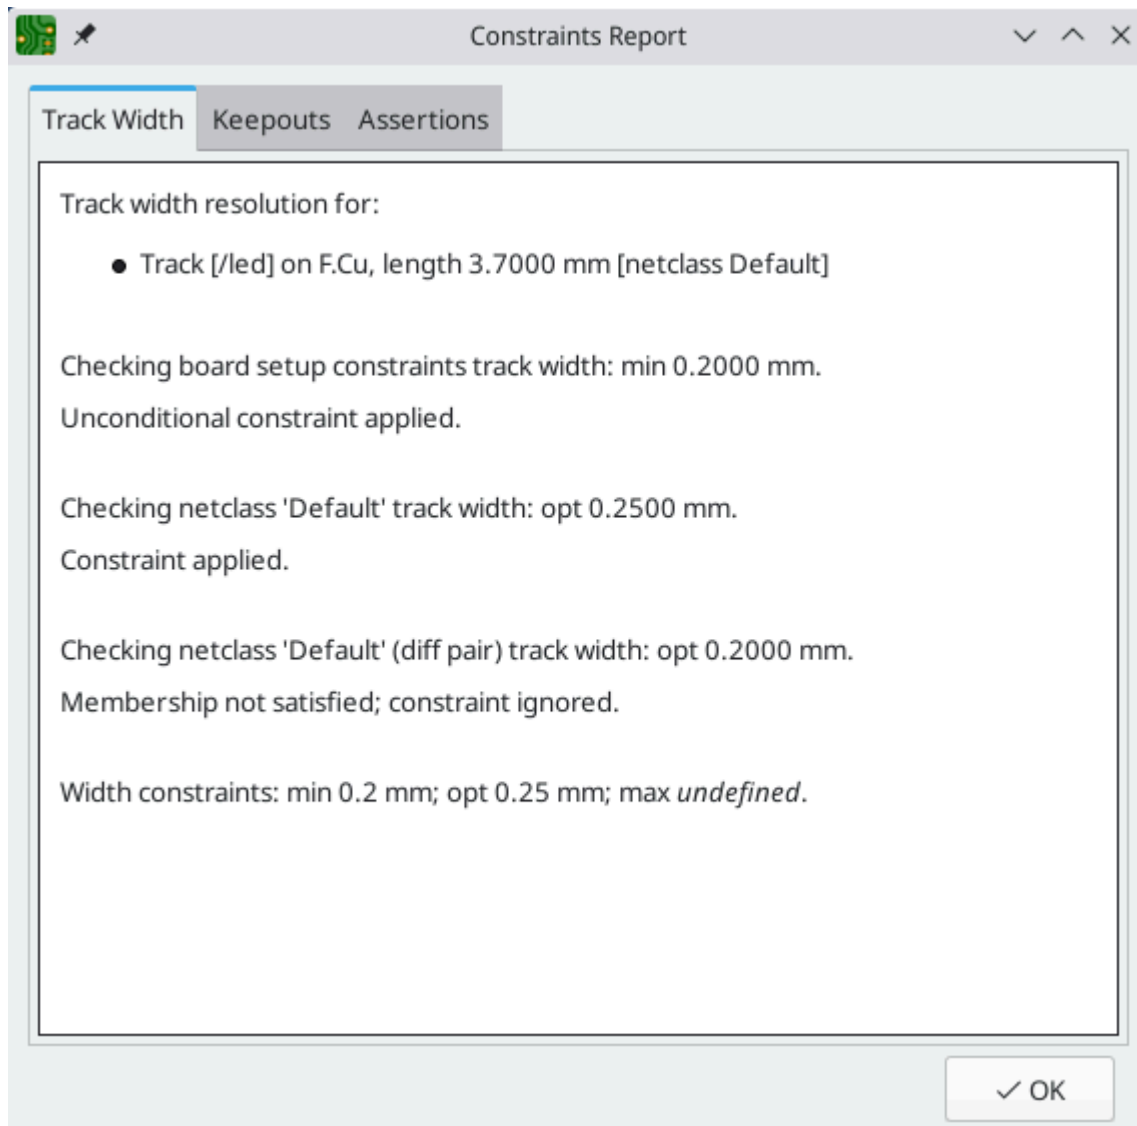 Constraints Report
Track Width Keepouts Assertions
Track width resolution for:
● Track [/led] on F.Cu, length 3.7000 mm [netclass Default]
Checking board setup constraints track width: min 0.2000 mm.
Unconditional constraint applied.
Checking netclass 'Default' track width: opt 0.2500 mm.
Constraint applied.
Checking netclass 'Default' (diff pair) track width: opt 0.2000 mm.
Membership not satisfied; constraint ignored.
Width constraints: min 0.2 mm; opt 0.25 mm; max undefined.
✓ OK